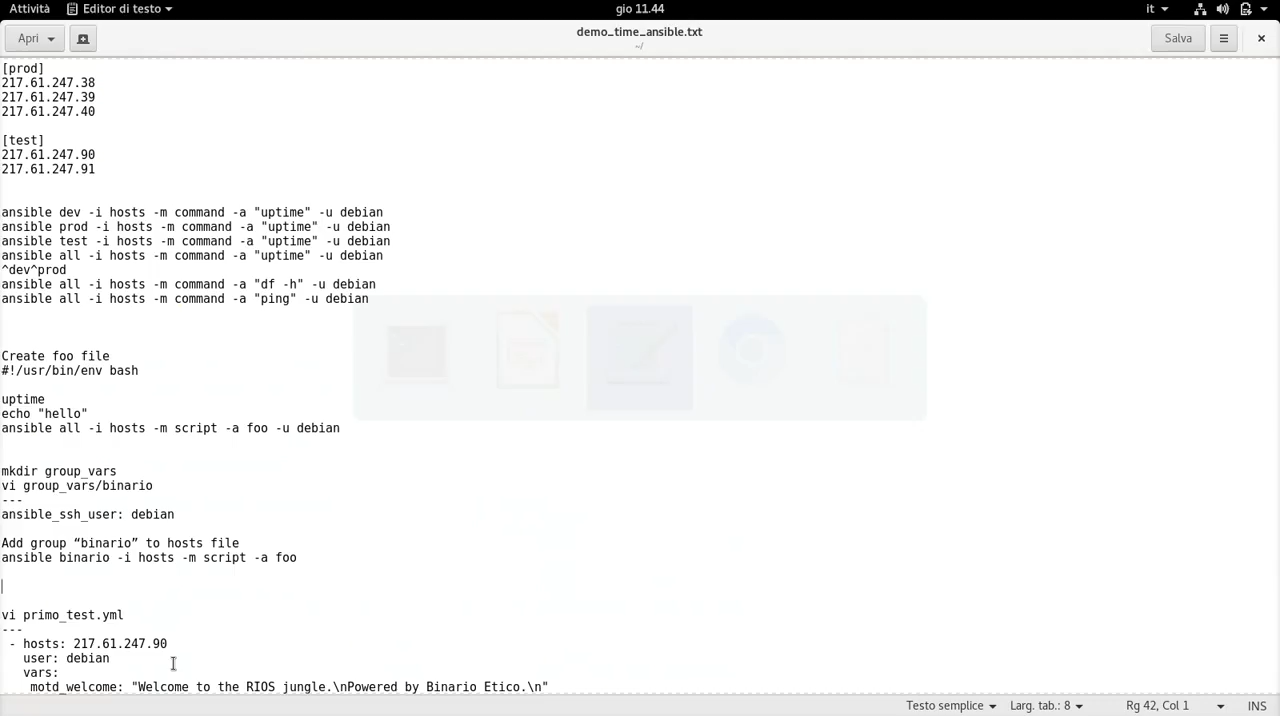 Attività Editor di testo gio 11.44 it
Apri demo_time_ansible.txt Salva
~/
[prod]
217.61.247.38
217.61.247.39
217.61.247.40
[test]
217.61.247.90
217.61.247.91
ansible dev -i hosts -m command -a "uptime" -u debian
ansible prod -i hosts -m command -a "uptime" -u debian
ansible test -i hosts -m command -a "uptime" -u debian
ansible all -i hosts -m command -a "uptime" -u debian
^dev^prod
ansible all -i hosts -m command -a "df -h" -u debian
ansible all -i hosts -m command -a "ping" -u debian
Create foo file
#!/usr/bin/env bash
uptime
echo "hello"
ansible all -i hosts -m script -a foo -u debian
mkdir group_vars
vi group_vars/binario
---
ansible_ssh_user: debian
Add group “binario” to hosts file
ansible binario -i hosts -m script -a foo
vi primo_test.yml
---
 - hosts: 217.61.247.90
   user: debian
   vars:
    motd_welcome: "Welcome to the RIOS jungle.\nPowered by Binario Etico.\n"
Testo semplice Larg. tab.: 8 Rg 42, Col 1 INS